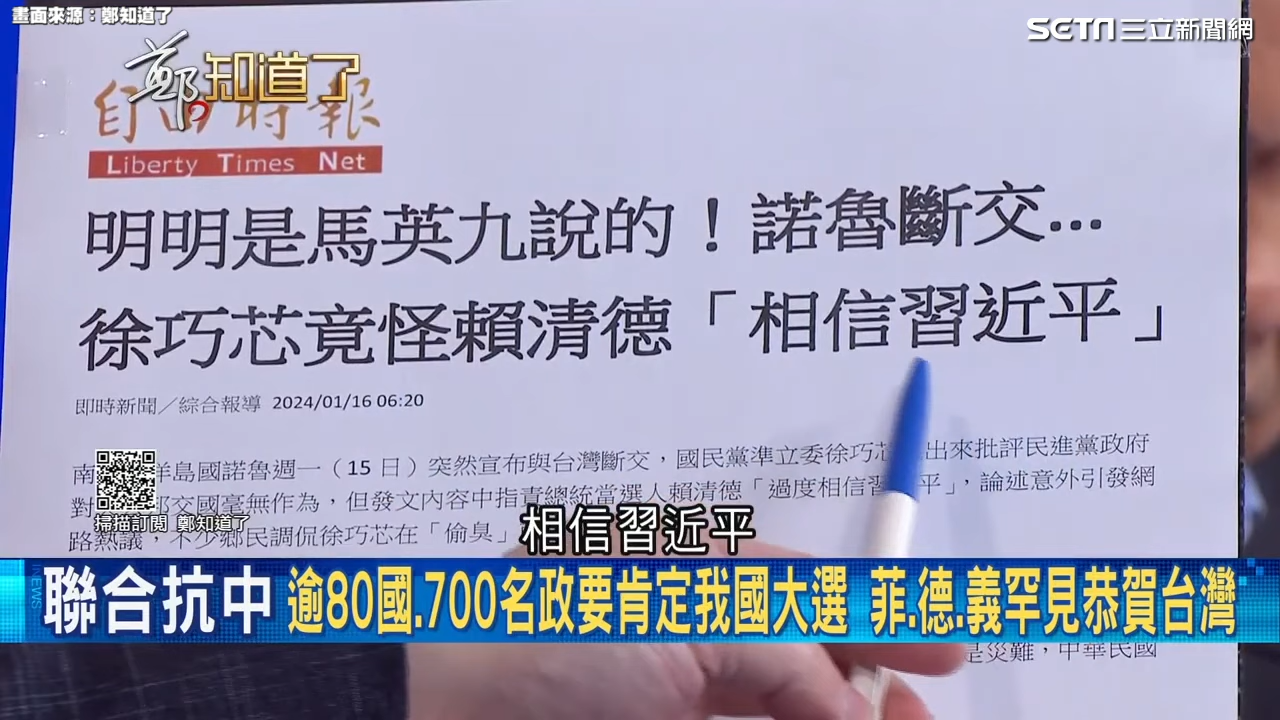 畫面來源：鄭知道了
SETN三立新聞網
鄭知道了
自由時報
Liberty Times Net
明明是馬英九說的！諾魯斷交...
徐巧芯竟怪賴清德「相信習近平」
即時新聞／綜合報導 2024/01/16 06:20
南 洋島國諾魯週一（15 日）突然宣布與台灣斷交，國民黨準立委徐巧芯 出來批評民進黨政府
對 邦交國毫無作為，但發文內容中指責總統當選人賴清德「過度相信習 平」，論述意外引發網
路熱議，不少鄉民調侃徐巧芯在「偷臭」
掃描訂閱 鄭知道了
相信習近平
NEWS
聯合抗中 逾80國.700名政要肯定我國大選 菲.德.義罕見恭賀台灣
是災難，中華民國